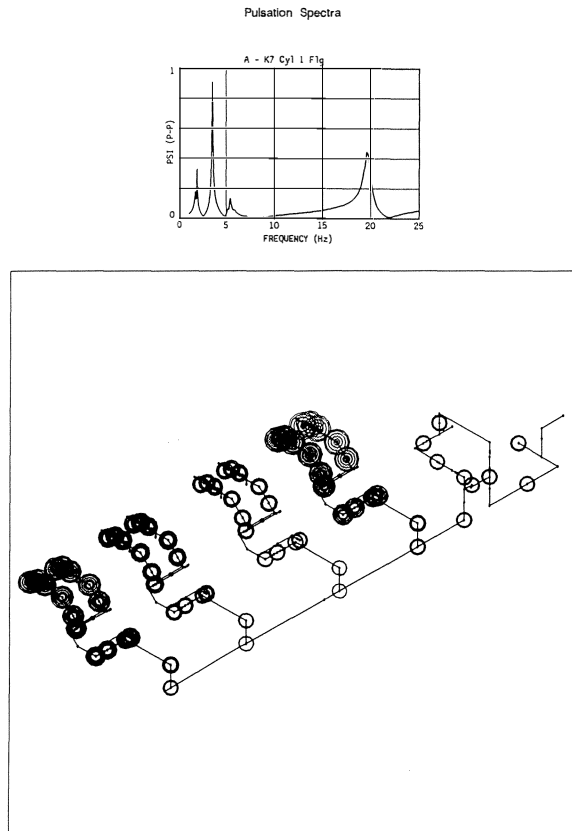 Pulsation Spectra
A - K7 Cyl 1 Flg
1
PSI (P-P)
0
0 5 10 15 20 25
FREQUENCY (Hz)